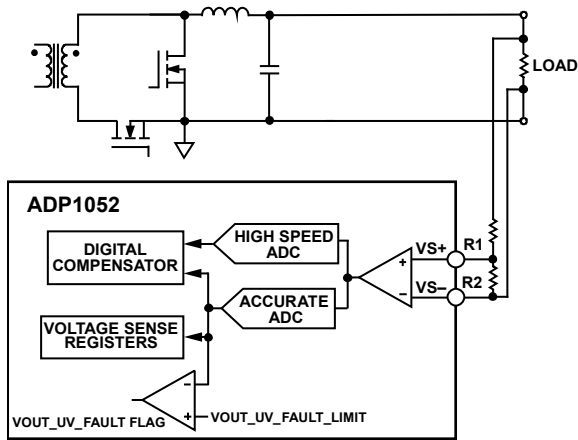 LOAD
ADP1052
DIGITAL
COMPENSATOR
HIGH SPEED
ADC
+
VS+
R1
ACCURATE
ADC
−
VS−
R2
VOLTAGE SENSE
REGISTERS
−
+
VOUT_UV_FAULT FLAG
VOUT_UV_FAULT_LIMIT